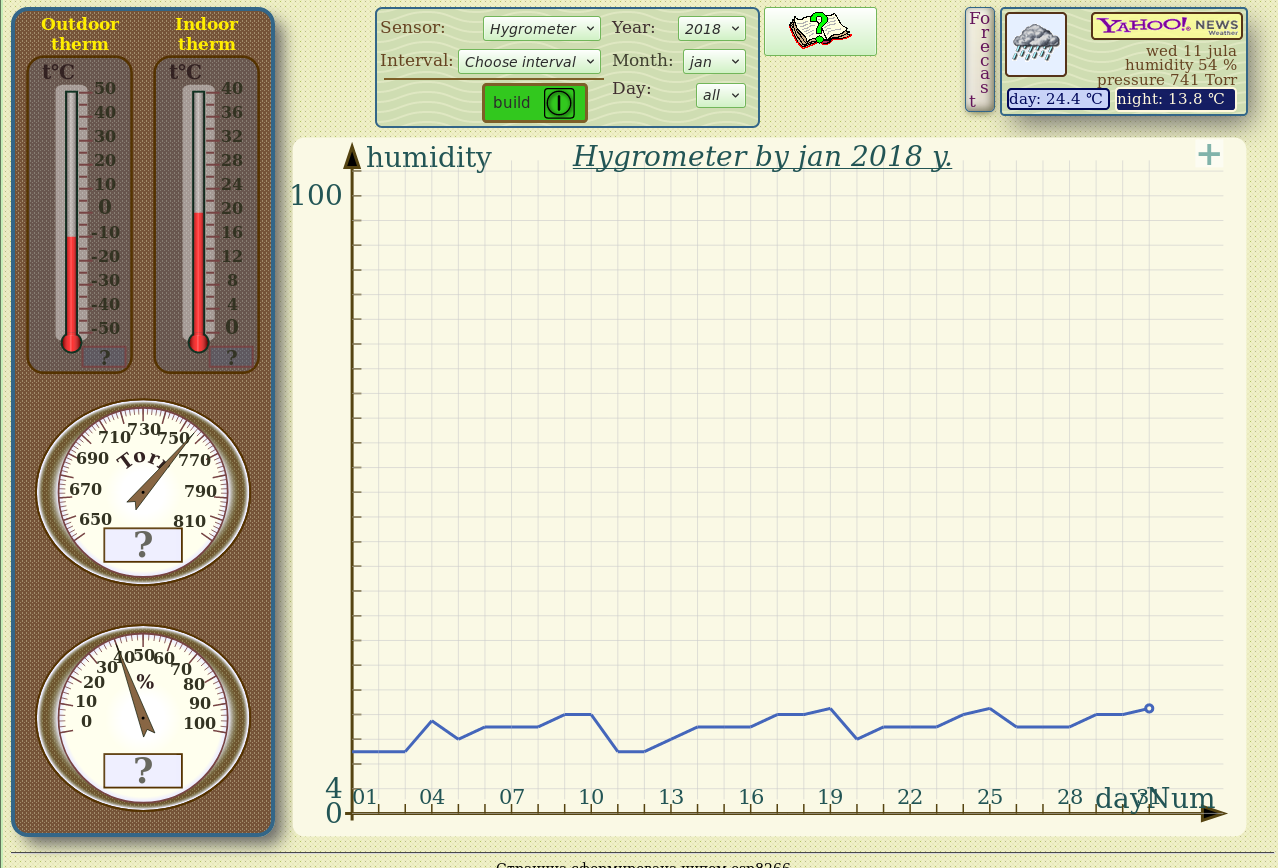 Outdoor therm
Indoor therm
t°C
50
40
30
20
10
0
-10
-20
-30
-40
-50
?
t°C
40
36
32
28
24
20
16
12
8
4
0
?
650
670
690
710
730
750
770
790
810
Torr
?
0
10
20
30
40
50
60
70
80
90
100
%
?
Sensor:
Hygrometer
Year:
2018
Interval:
Choose interval
Month:
jan
build
Day:
all
?
Forecast
YAHOO! NEWS
Weather
wed 11 jula
humidity 54 %
pressure 741 Torr
day: 24.4 ℃
night: 13.8 ℃
humidity
Hygrometer by jan 2018 y.
+
100
4
0
01
04
07
10
13
16
19
22
25
28
31
dayNum
Страница сформирована чипом esp8266